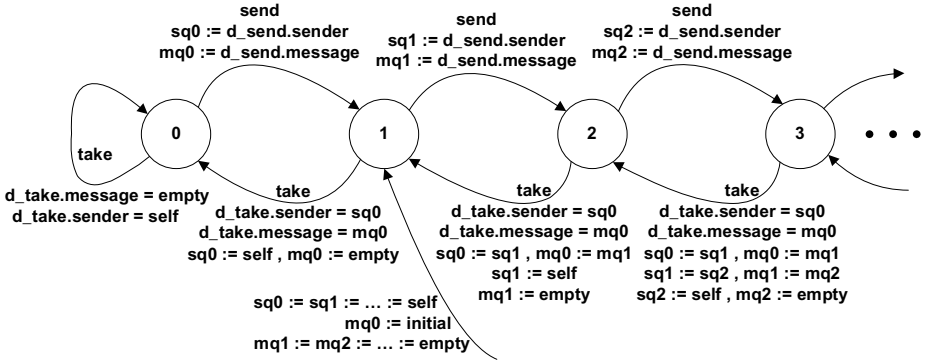 send
sq0 := d_send.sender
mq0 := d_send.message
send
sq1 := d_send.sender
mq1 := d_send.message
send
sq2 := d_send.sender
mq2 := d_send.message
0
1
2
3
• • •
take
d_take.message = empty
d_take.sender = self
take
d_take.sender = sq0
d_take.message = mq0
sq0 := self , mq0 := empty
take
d_take.sender = sq0
d_take.message = mq0
sq0 := sq1 , mq0 := mq1
sq1 := self
mq1 := empty
take
d_take.sender = sq0
d_take.message = mq0
sq0 := sq1 , mq0 := mq1
sq1 := sq2 , mq1 := mq2
sq2 := self , mq2 := empty
sq0 := sq1 := … := self
mq0 := initial
mq1 := mq2 := … := empty